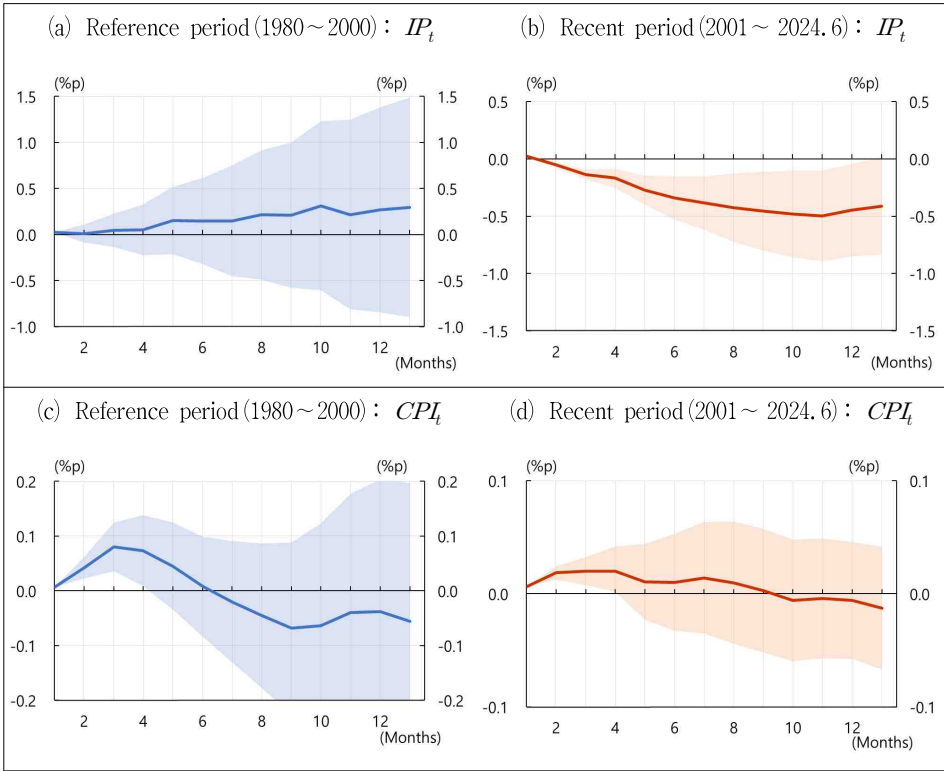 (a) Reference period(1980～2000): IP_t
(%p) (%p)
1.5 1.5
1.0 1.0
0.5 0.5
0.0 0.0
-0.5 -0.5
-1.0 -1.0
2 4 6 8 10 12
(Months)
(b) Recent period(2001～2024.6): IP_t
(%p) (%p)
0.5 0.5
0.0 0.0
-0.5 -0.5
-1.0 -1.0
-1.5 -1.5
2 4 6 8 10 12
(Months)
(c) Reference period(1980～2000): CPI_t
(%p) (%p)
0.2 0.2
0.1 0.1
0.0 0.0
-0.1 -0.1
-0.2 -0.2
2 4 6 8 10 12
(Months)
(d) Recent period(2001～ 2024.6): CPI_t
(%p) (%p)
0.1 0.1
0.0 0.0
-0.1 -0.1
2 4 6 8 10 12
(Months)